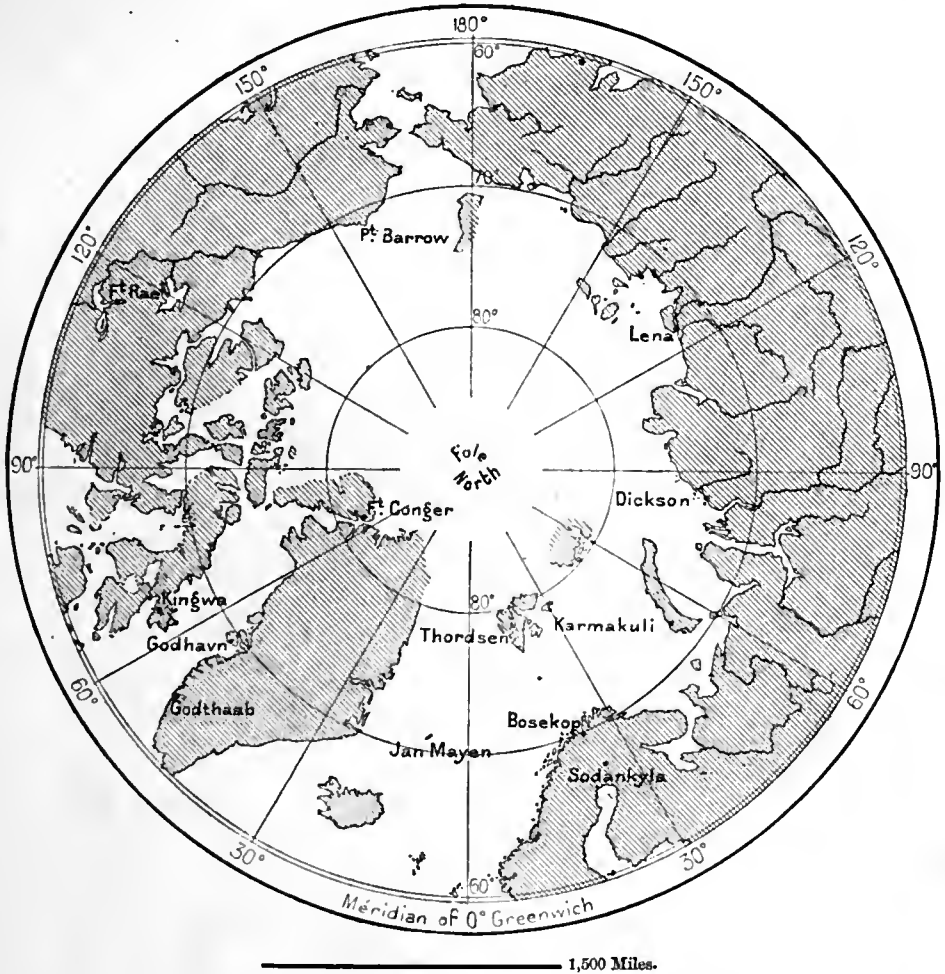 180°
60°
150°
150°
70°
Pt. Barrow
120°
120°
Ft. Rae
80°
Lena
90°
Pole
North
90°
Dickson
Ft. Conger
80°
Kingwa
Thordsen
Karmakuli
Godhavn
60°
60°
Godthaab
Bosekop
Jan Mayen
Sodankyla
30°
30°
60°
Méridian of 0° Greenwich
1,500 Miles.